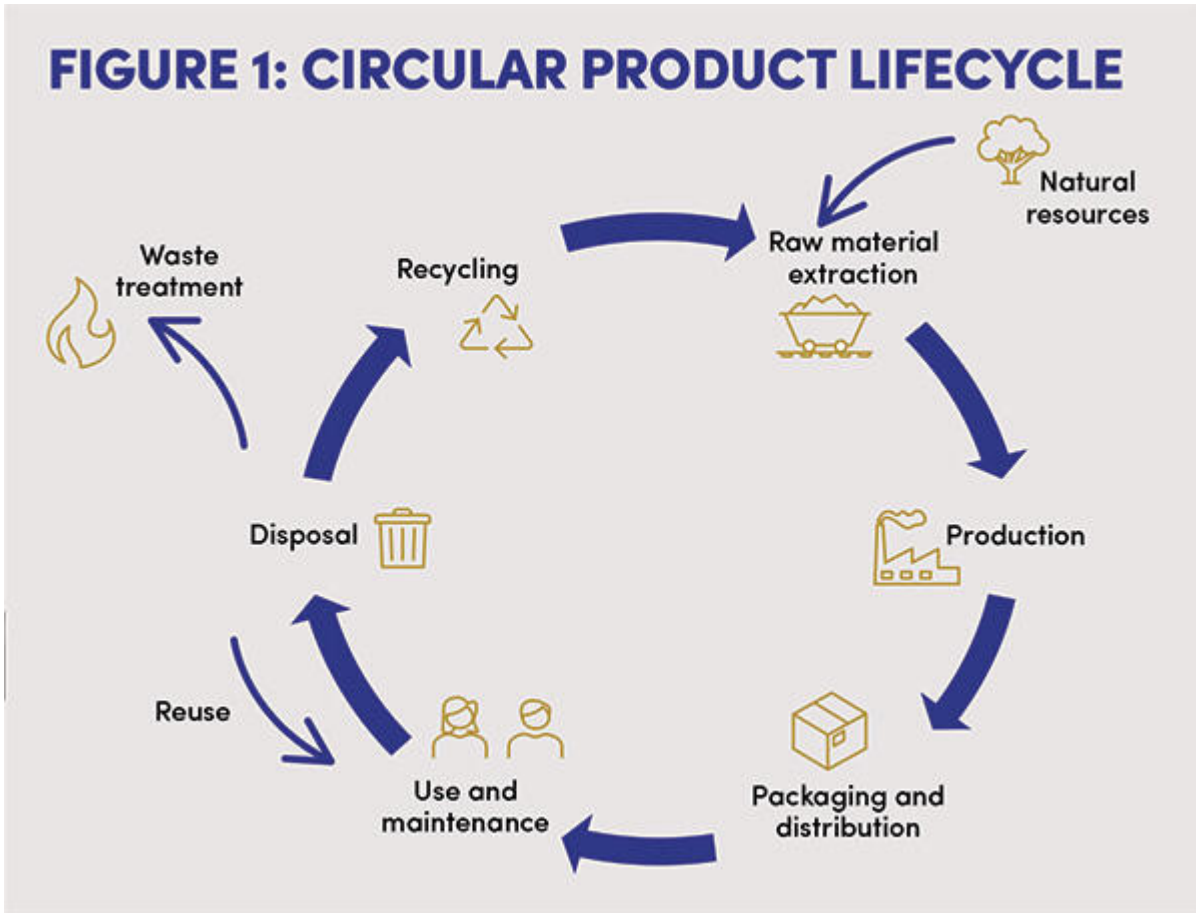 FIGURE 1: CIRCULAR PRODUCT LIFECYCLE
Natural
resources
Raw material
extraction
Waste
treatment
Recycling
Disposal
Production
Reuse
Use and
maintenance
Packaging and
distribution